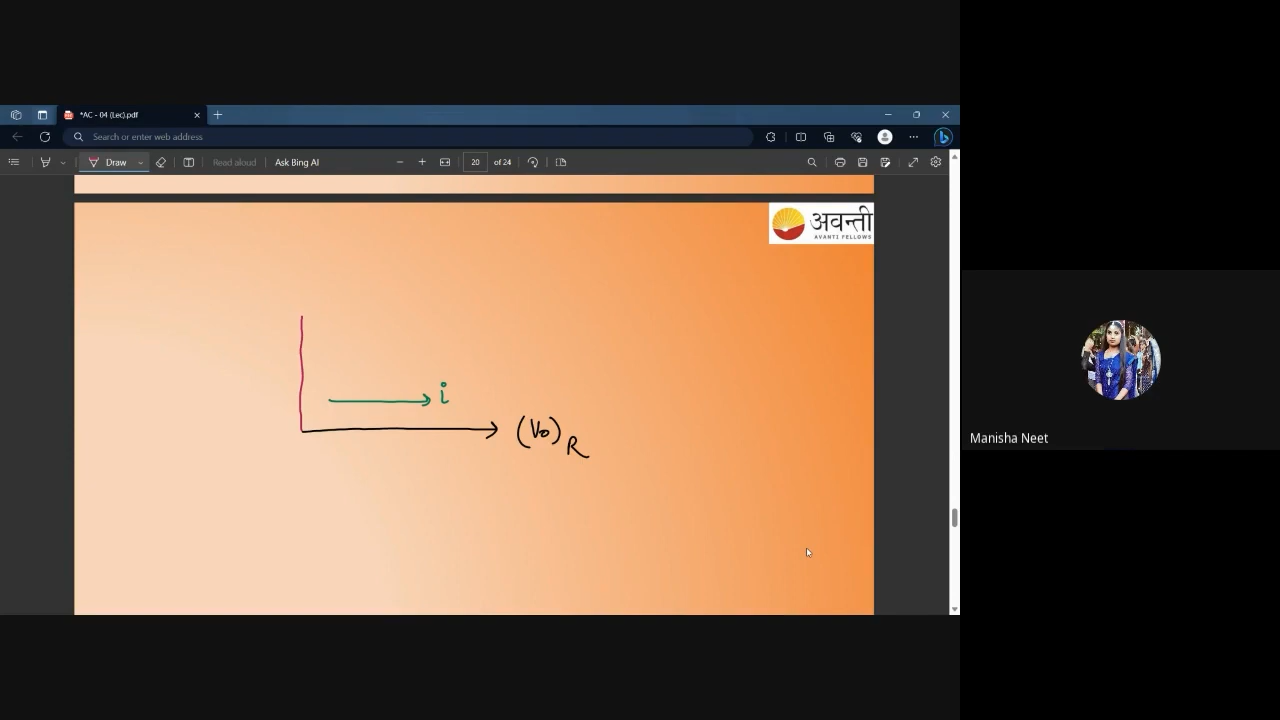 *AC - 04 (Lec).pdf
Search or enter web address
Draw
Read aloud
Ask Bing AI
20 of 24
अवन्ती
AVANTI FELLOWS
i
(V0)R
Manisha Neet